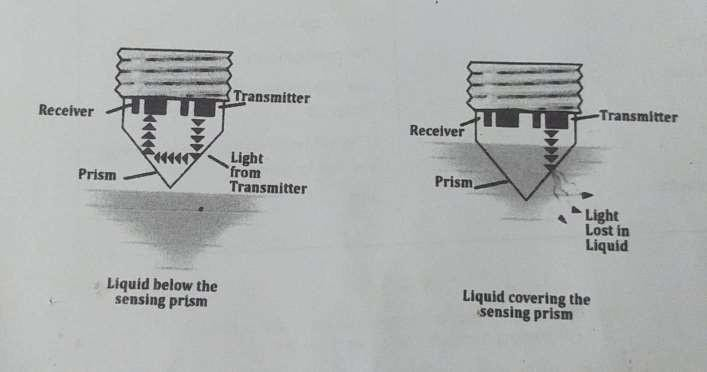 Receiver
Transmitter
Prism
Light
from
Transmitter
Liquid below the
sensing prism
Receiver
Transmitter
Prism
Light
Lost in
Liquid
Liquid covering the
sensing prism